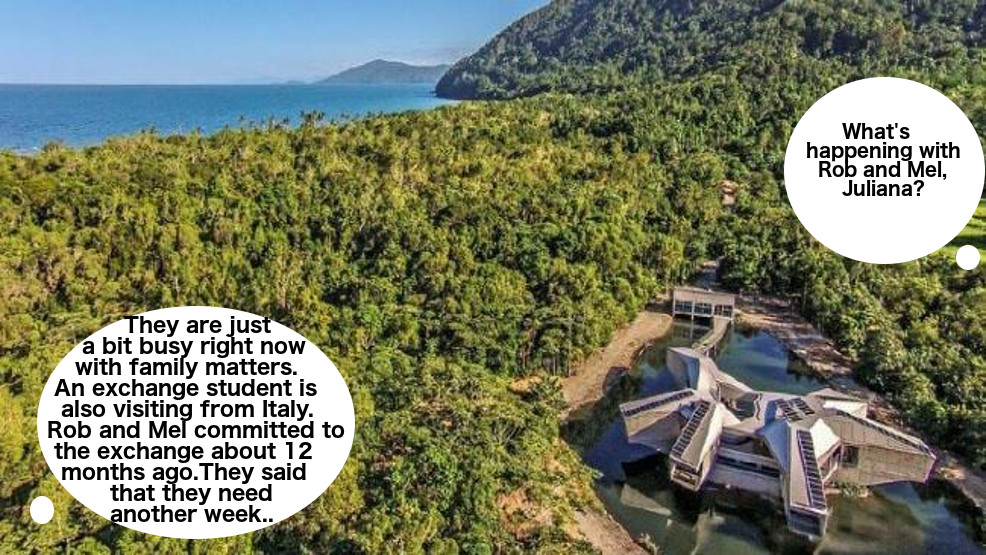 What's
happening with
Rob and Mel,
Juliana?
They are just
a bit busy right now
with family matters.
An exchange student is
also visiting from Italy.
Rob and Mel committed to
the exchange about 12
months ago.They said
that they need
another week..